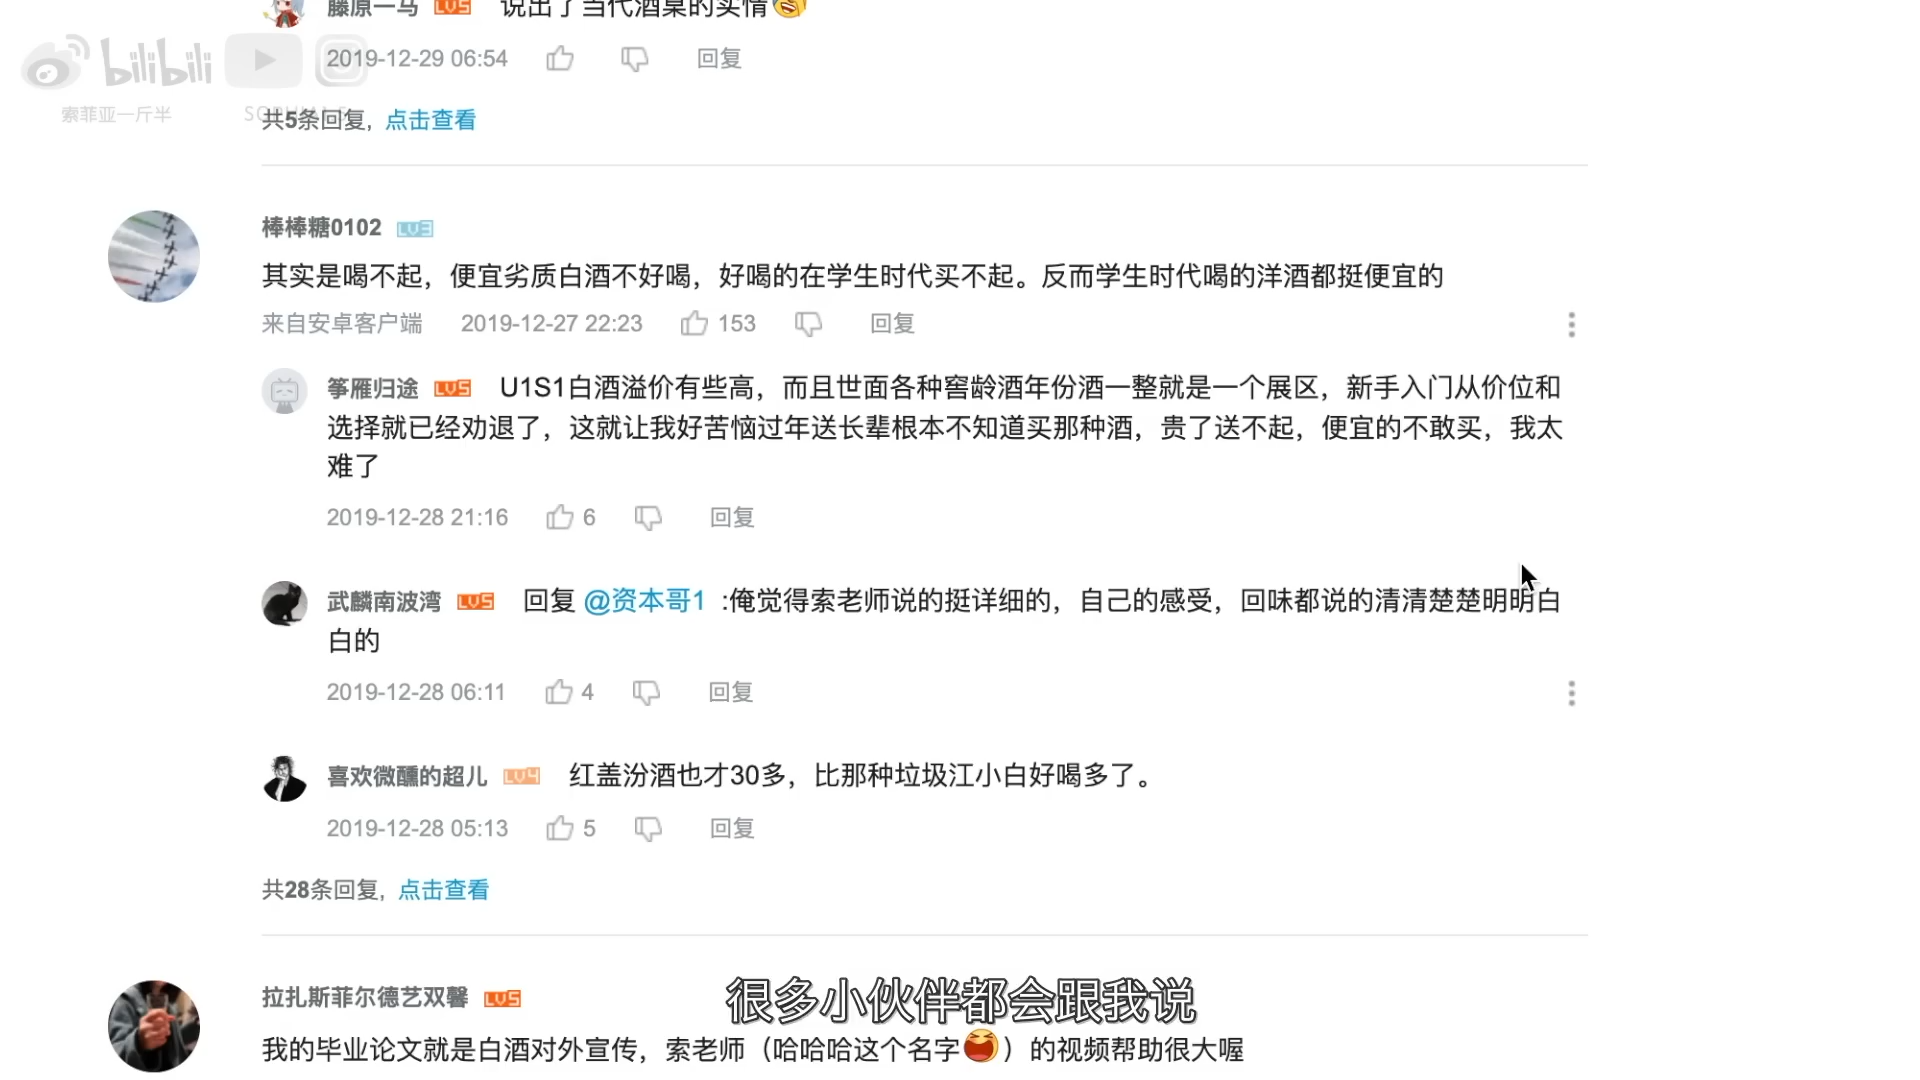 藤原一马 LV5 说出了当代酒桌的实情
bilibili
2019-12-29 06:54 回复
索菲亚一斤半
共5条回复, 点击查看
棒棒糖0102 LV3
其实是喝不起，便宜劣质白酒不好喝，好喝的在学生时代买不起。反而学生时代喝的洋酒都挺便宜的
来自安卓客户端 2019-12-27 22:23 153 回复
筝雁归途 LV5 U1S1白酒溢价有些高，而且世面各种窖龄酒年份酒一整就是一个展区，新手入门从价位和
选择就已经劝退了，这就让我好苦恼过年送长辈根本不知道买那种酒，贵了送不起，便宜的不敢买，我太
难了
2019-12-28 21:16 6 回复
武麟南波湾 LV5 回复 @资本哥1 :俺觉得索老师说的挺详细的，自己的感受，回味都说的清清楚楚明明白
白的
2019-12-28 06:11 4 回复
喜欢微醺的超儿 LV4 红盖汾酒也才30多，比那种垃圾江小白好喝多了。
2019-12-28 05:13 5 回复
共28条回复, 点击查看
拉扎斯菲尔德艺双馨 LV5
很多小伙伴都会跟我说
我的毕业论文就是白酒对外宣传，索老师（哈哈哈这个名字）的视频帮助很大喔